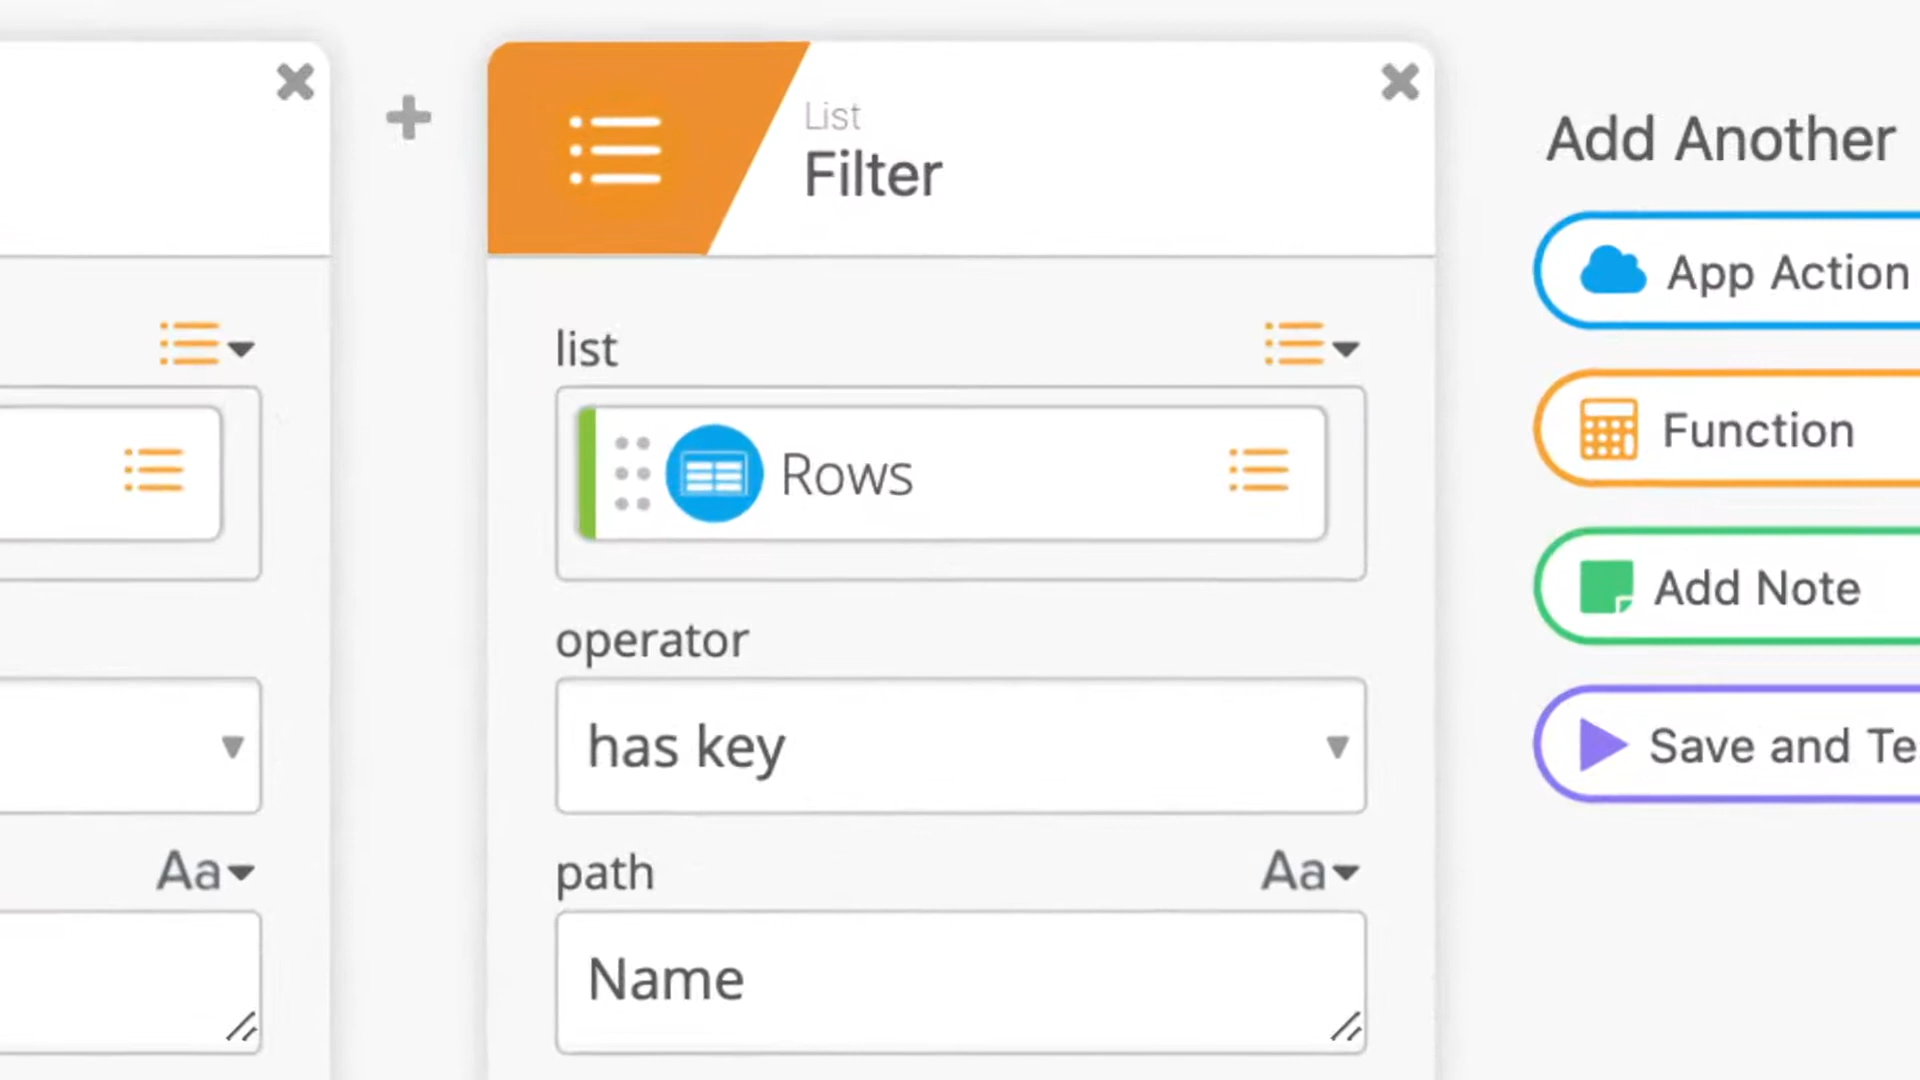 List
Filter
Add Another
App Action
Function
Add Note
Save and Te
list
Rows
operator
has key
Aa
path
Aa
Name